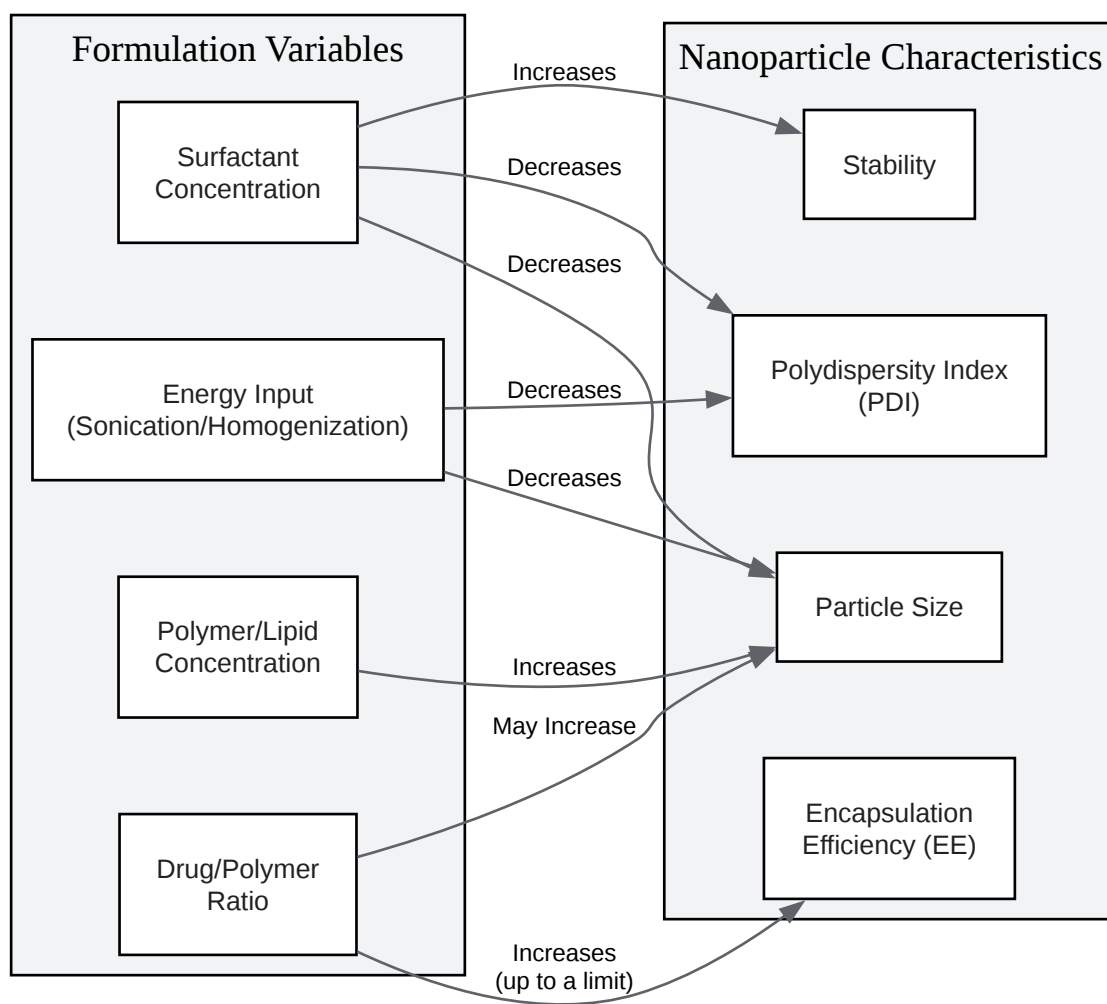 Formulation Variables
Surfactant
Concentration
Energy Input
(Sonication/Homogenization)
Polymer/Lipid
Concentration
Drug/Polymer
Ratio
Increases
Decreases
Decreases
Decreases
Decreases
Increases
May Increase
Increases
(up to a limit)
Nanoparticle Characteristics
Stability
Polydispersity Index
(PDI)
Particle Size
Encapsulation
Efficiency (EE)